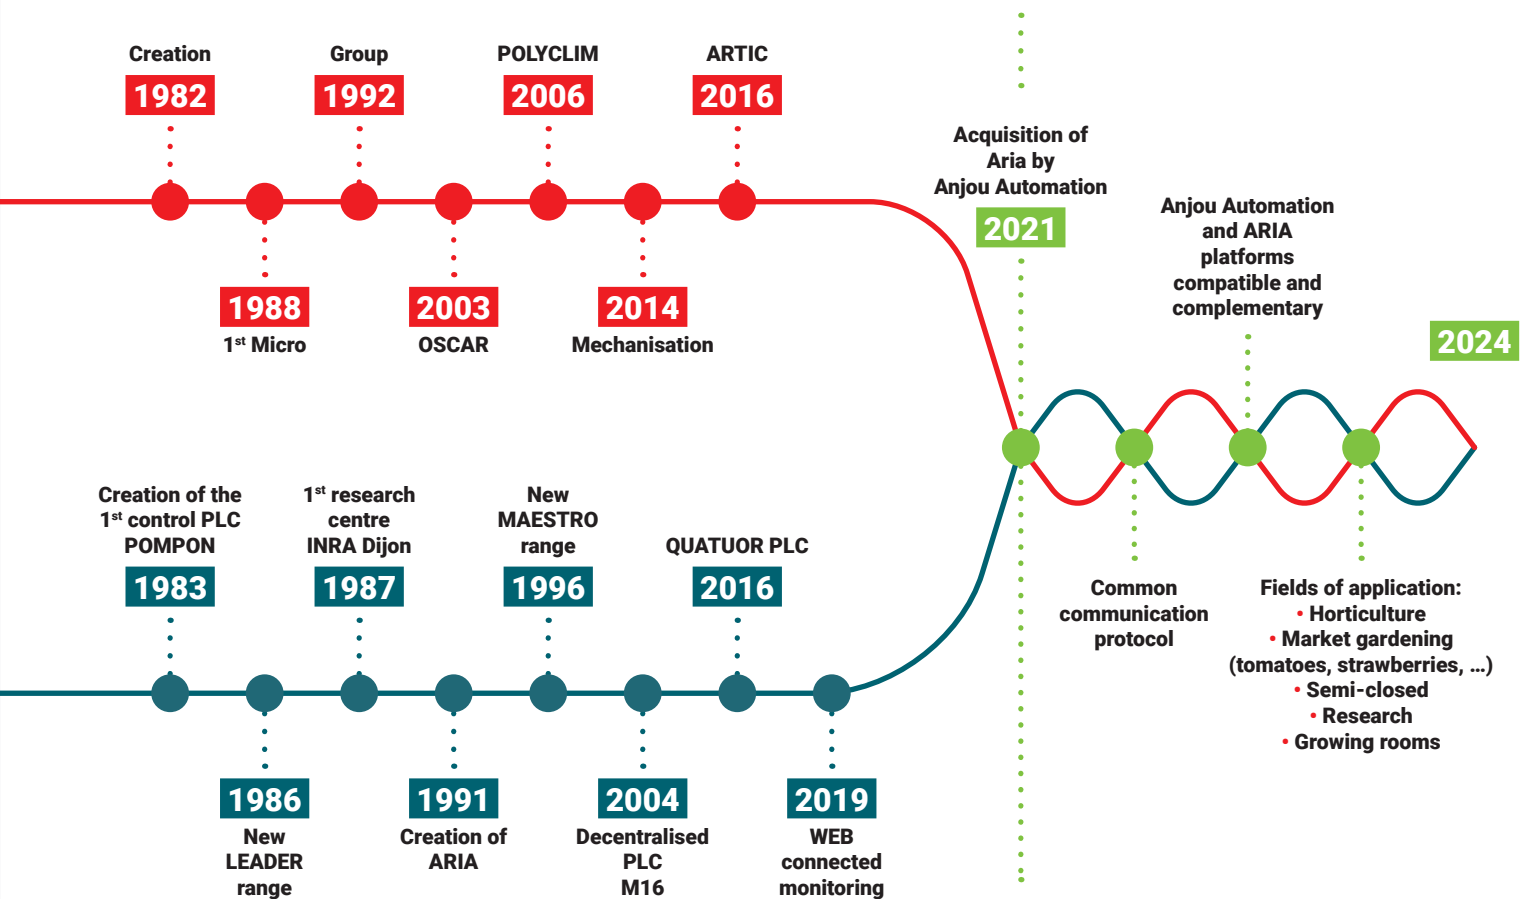 Creation
1982
Group
1992
POLYCLIM
2006
ARTIC
2016
1988
1st Micro
2003
OSCAR
2014
Mechanisation
Creation of the
1st control PLC
POMPON
1983
1st research
centre
INRA Dijon
1987
New
MAESTRO
range
1996
QUATUOR PLC
2016
1986
New
LEADER
range
1991
Creation of
ARIA
2004
Decentralised
PLC
M16
2019
WEB
connected
monitoring
Acquisition of
Aria by
Anjou Automation
2021
Common
communication
protocol
Anjou Automation
and ARIA
platforms
compatible and
complementary
Fields of application:
• Horticulture
• Market gardening
(tomatoes, strawberries, ...)
• Semi-closed
• Research
• Growing rooms
2024